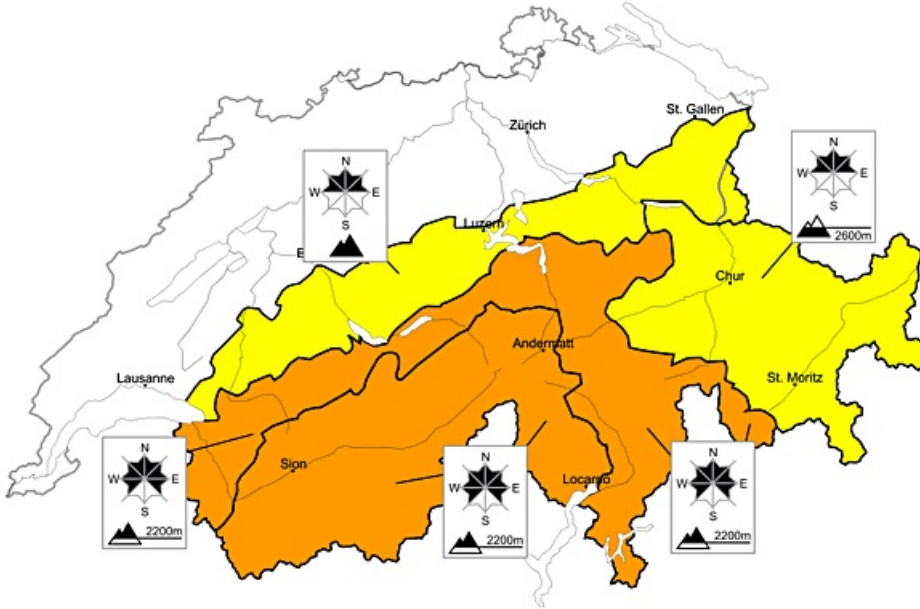 St. Gallen
Zürich
N
W E
S
N
W E
S
2600m
Luzern
Chur
Andermatt
Lausanne
St. Moritz
N
W E
S
2200m
Sion
N
W E
S
2200m
Locarno
N
W E
S
2200m